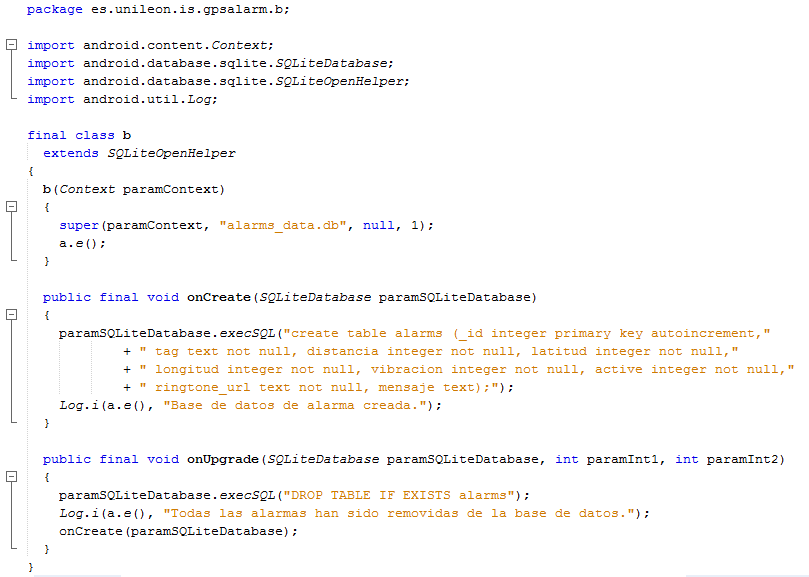 package es.unileon.is.gpsalarm.b;
import android.content.Context;
import android.database.sqlite.SQLiteDatabase;
import android.database.sqlite.SQLiteOpenHelper;
import android.util.Log;
final class b
extends SQLiteOpenHelper
{
b(Context paramContext)
{
super(paramContext, "alarms_data.db", null, 1);
a.e();
}
public final void onCreate(SQLiteDatabase paramSQLiteDatabase)
{
paramSQLiteDatabase.execSQL("create table alarms (_id integer primary key autoincrement,"
+ " tag text not null, distancia integer not null, latitud integer not null,"
+ " longitud integer not null, vibracion integer not null, active integer not null,"
+ " ringtone_url text not null, mensaje text);");
Log.i(a.e(), "Base de datos de alarma creada.");
}
public final void onUpgrade(SQLiteDatabase paramSQLiteDatabase, int paramInt1, int paramInt2)
{
paramSQLiteDatabase.execSQL("DROP TABLE IF EXISTS alarms");
Log.i(a.e(), "Todas las alarmas han sido removidas de la base de datos.");
onCreate(paramSQLiteDatabase);
}
}